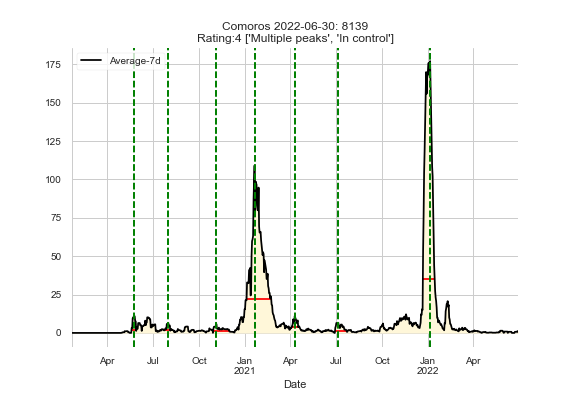 Comoros 2022-06-30: 8139
Rating:4 ['Multiple peaks', 'In control']
Average-7d
175
150
125
100
75
50
25
0
Apr Jul Oct Jan Apr Jul Oct Jan Apr
2021 2022
Date